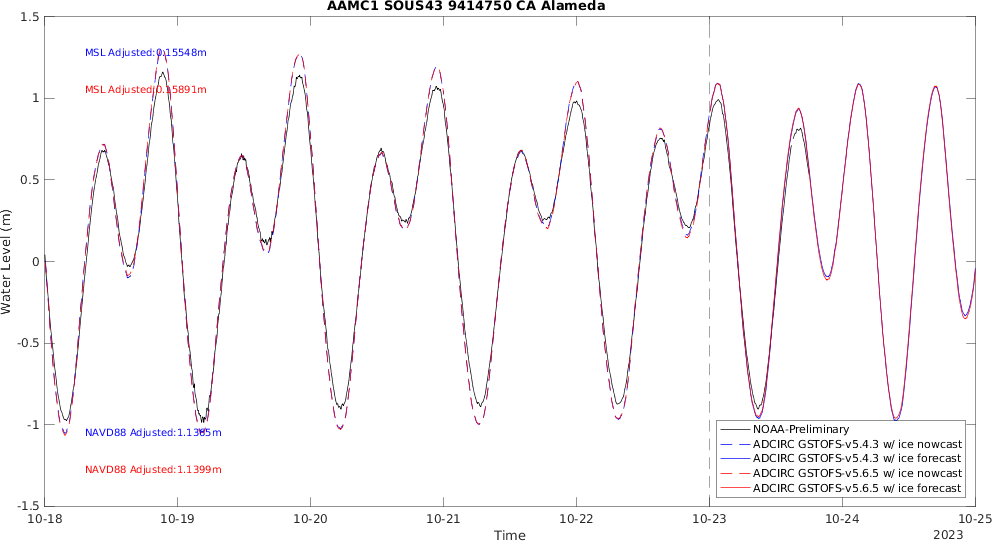 AAMC1 SOUS43 9414750 CA Alameda
1.5
1
0.5
0
-0.5
-1
-1.5
Water Level (m)
MSL Adjusted:0.15548m
MSL Adjusted:0.15891m
NAVD88 Adjusted:1.1365m
NAVD88 Adjusted:1.1399m
NOAA-Preliminary
ADCIRC GSTOFS-v5.4.3 w/ ice nowcast
ADCIRC GSTOFS-v5.4.3 w/ ice forecast
ADCIRC GSTOFS-v5.6.5 w/ ice nowcast
ADCIRC GSTOFS-v5.6.5 w/ ice forecast
10-18 10-19 10-20 10-21 10-22 10-23 10-24 10-25
Time
2023